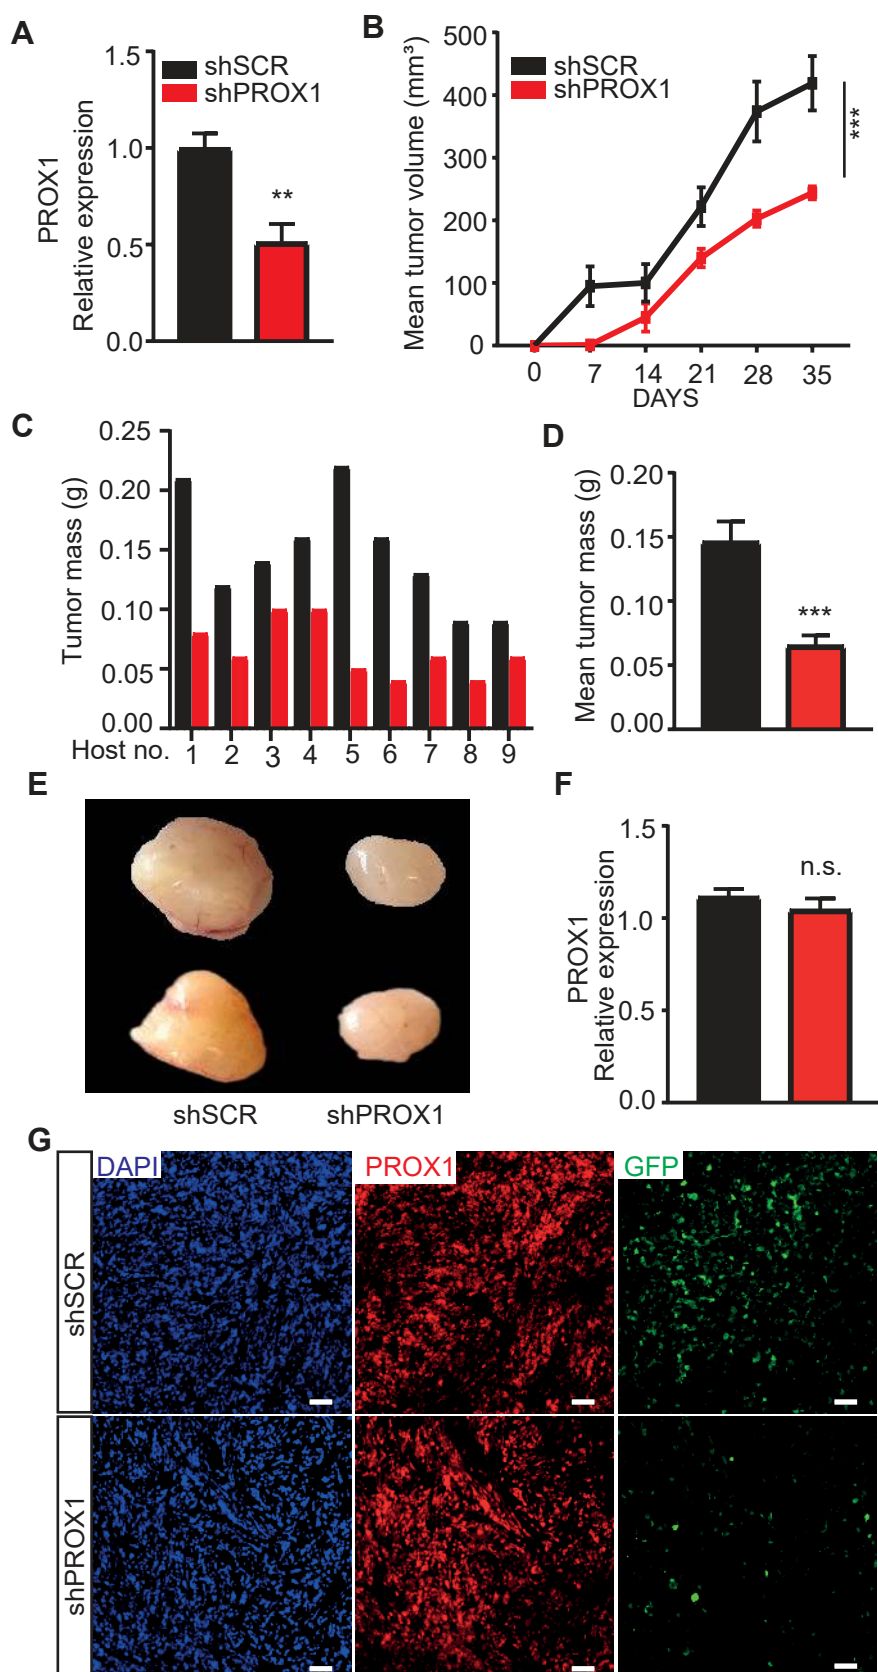 A
1.5
1.0
0.5
0.0
PROX1
Relative expression
shSCR
shPROX1
**
B
500
400
300
200
100
0
Mean tumor volume (mm³)
shSCR
shPROX1
***
0 7 14 21 28 35
DAYS
C
0.25
0.20
0.15
0.10
0.05
0.00
Tumor mass (g)
Host no. 1 2 3 4 5 6 7 8 9
D
0.20
0.15
0.10
0.05
0.00
Mean tumor mass (g)
***
E
shSCR shPROX1
F
1.5
1.0
0.5
0.0
PROX1
Relative expression
n.s.
G
DAPI PROX1 GFP
shSCR
shPROX1